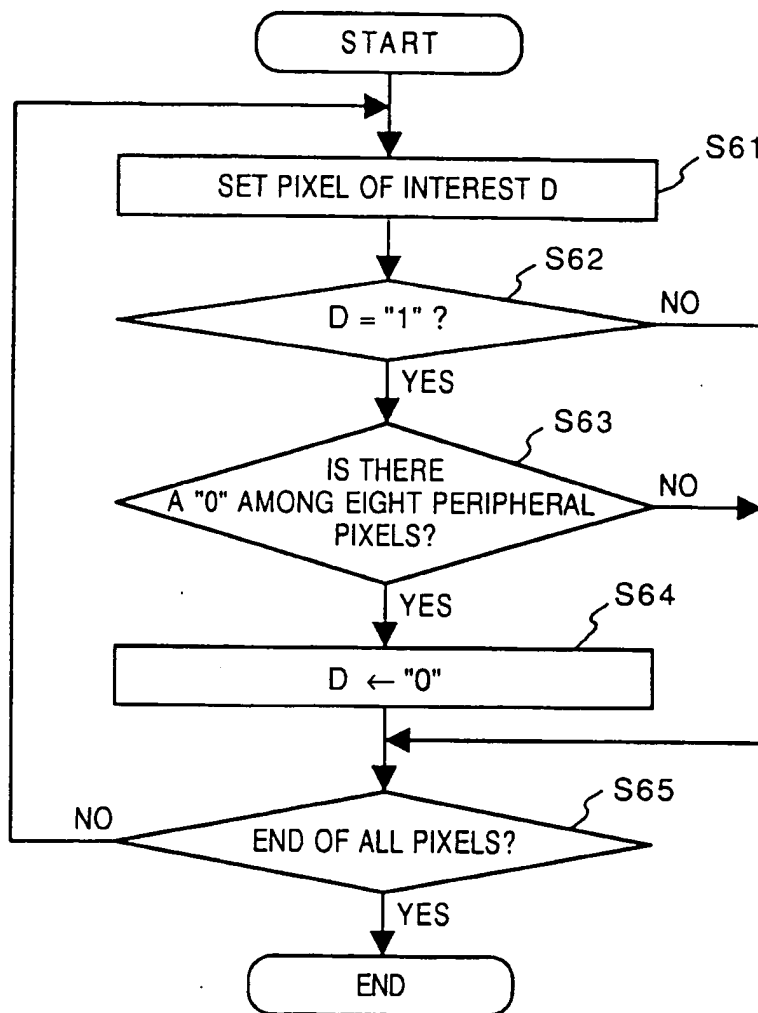 START
S61
SET PIXEL OF INTEREST D
S62
D = "1" ?
NO
YES
S63
IS THERE
A "0" AMONG EIGHT PERIPHERAL
PIXELS?
NO
YES
S64
D ← "0"
S65
NO
END OF ALL PIXELS?
YES
END